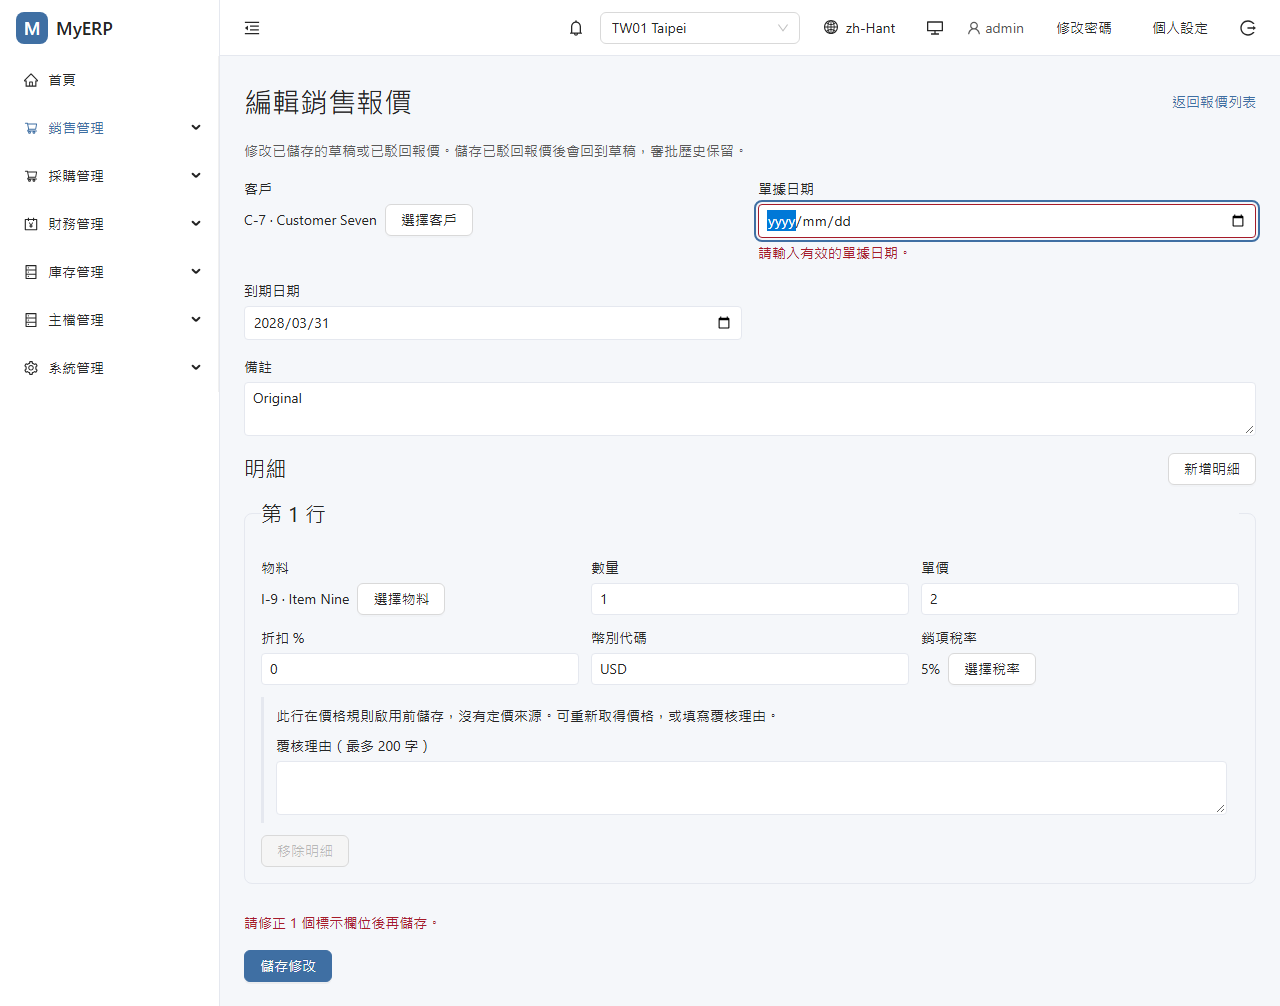 M MyERP
TW01 Taipei
zh-Hant
admin
修改密碼
個人設定
首頁
銷售管理
採購管理
財務管理
庫存管理
主檔管理
系統管理
編輯銷售報價
返回報價列表
修改已儲存的草稿或已駁回報價。儲存已駁回報價後會回到草稿，審批歷史保留。
客戶
C-7 · Customer Seven 選擇客戶
單據日期
yyyy/mm/dd
請輸入有效的單據日期。
到期日期
2028/03/31
備註
Original
明細
新增明細
第 1 行
物料
I-9 · Item Nine 選擇物料
數量
1
單價
2
折扣 %
0
幣別代碼
USD
銷項稅率
5% 選擇稅率
此行在價格規則啟用前儲存，沒有定價來源。可重新取得價格，或填寫覆核理由。
覆核理由（最多 200 字）
移除明細
請修正 1 個標示欄位後再儲存。
儲存修改